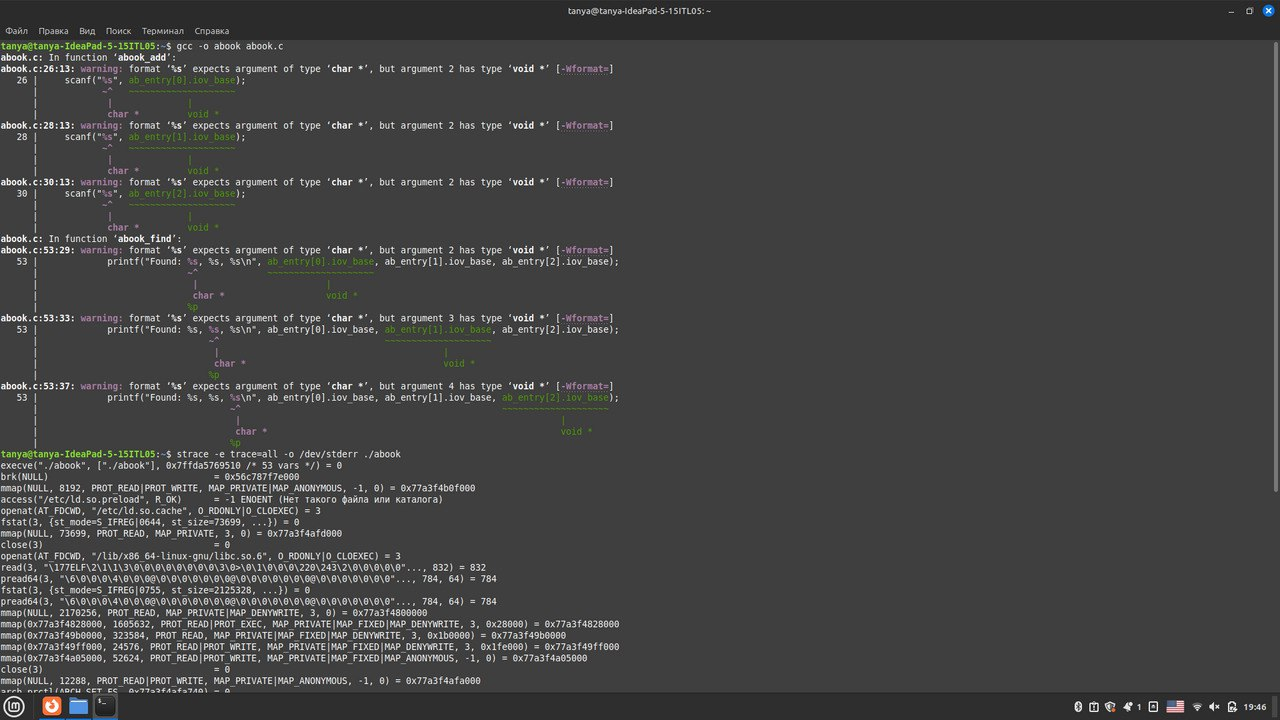 tanya@tanya-IdeaPad-5-15ITL05: ~
Файл Правка Вид Поиск Терминал Справка
tanya@tanya-IdeaPad-5-15ITL05:~$ gcc -o abook abook.c
abook.c: In function ‘abook_add’:
abook.c:26:13: warning: format ‘%s’ expects argument of type ‘char *’, but argument 2 has type ‘void *’ [-Wformat=]
   26 |     scanf("%s", ab_entry[0].iov_base);
      |            ~^   ~~~~~~~~~~~~~~~~~~~~
      |             |              |
      |             char *         void *
abook.c:28:13: warning: format ‘%s’ expects argument of type ‘char *’, but argument 2 has type ‘void *’ [-Wformat=]
   28 |     scanf("%s", ab_entry[1].iov_base);
      |            ~^   ~~~~~~~~~~~~~~~~~~~~
      |             |              |
      |             char *         void *
abook.c:30:13: warning: format ‘%s’ expects argument of type ‘char *’, but argument 2 has type ‘void *’ [-Wformat=]
   30 |     scanf("%s", ab_entry[2].iov_base);
      |            ~^   ~~~~~~~~~~~~~~~~~~~~
      |             |              |
      |             char *         void *
abook.c: In function ‘abook_find’:
abook.c:53:29: warning: format ‘%s’ expects argument of type ‘char *’, but argument 2 has type ‘void *’ [-Wformat=]
   53 |             printf("Found: %s, %s, %s\n", ab_entry[0].iov_base, ab_entry[1].iov_base, ab_entry[2].iov_base);
      |                            ~^             ~~~~~~~~~~~~~~~~~~~~
      |                             |                        |
      |                             char *                   void *
      |                            %p
abook.c:53:33: warning: format ‘%s’ expects argument of type ‘char *’, but argument 3 has type ‘void *’ [-Wformat=]
   53 |             printf("Found: %s, %s, %s\n", ab_entry[0].iov_base, ab_entry[1].iov_base, ab_entry[2].iov_base);
      |                                ~^                               ~~~~~~~~~~~~~~~~~~~~
      |                                 |                                          |
      |                                 char *                                     void *
      |                                %p
abook.c:53:37: warning: format ‘%s’ expects argument of type ‘char *’, but argument 4 has type ‘void *’ [-Wformat=]
   53 |             printf("Found: %s, %s, %s\n", ab_entry[0].iov_base, ab_entry[1].iov_base, ab_entry[2].iov_base);
      |                                    ~^                                                 ~~~~~~~~~~~~~~~~~~~~
      |                                     |                                                            |
      |                                     char *                                                       void *
      |                                    %p
tanya@tanya-IdeaPad-5-15ITL05:~$ strace -e trace=all -o /dev/stderr ./abook
execve("./abook", ["./abook"], 0x7ffda5769510 /* 53 vars */) = 0
brk(NULL)                               = 0x56c787f7e000
mmap(NULL, 8192, PROT_READ|PROT_WRITE, MAP_PRIVATE|MAP_ANONYMOUS, -1, 0) = 0x77a3f4b0f000
access("/etc/ld.so.preload", R_OK)      = -1 ENOENT (Нет такого файла или каталога)
openat(AT_FDCWD, "/etc/ld.so.cache", O_RDONLY|O_CLOEXEC) = 3
fstat(3, {st_mode=S_IFREG|0644, st_size=73699, ...}) = 0
mmap(NULL, 73699, PROT_READ, MAP_PRIVATE, 3, 0) = 0x77a3f4afd000
close(3)                                = 0
openat(AT_FDCWD, "/lib/x86_64-linux-gnu/libc.so.6", O_RDONLY|O_CLOEXEC) = 3
read(3, "\177ELF\2\1\1\3\0\0\0\0\0\0\0\0\3\0>\0\1\0\0\0\220\243\2\0\0\0\0\0"..., 832) = 832
pread64(3, "\6\0\0\0\4\0\0\0@\0\0\0\0\0\0\0@\0\0\0\0\0\0\0@\0\0\0\0\0\0\0"..., 784, 64) = 784
fstat(3, {st_mode=S_IFREG|0755, st_size=2125328, ...}) = 0
pread64(3, "\6\0\0\0\4\0\0\0@\0\0\0\0\0\0\0@\0\0\0\0\0\0\0@\0\0\0\0\0\0\0"..., 784, 64) = 784
mmap(NULL, 2170256, PROT_READ, MAP_PRIVATE|MAP_DENYWRITE, 3, 0) = 0x77a3f4800000
mmap(0x77a3f4828000, 1605632, PROT_READ|PROT_EXEC, MAP_PRIVATE|MAP_FIXED|MAP_DENYWRITE, 3, 0x28000) = 0x77a3f4828000
mmap(0x77a3f49b0000, 323584, PROT_READ, MAP_PRIVATE|MAP_FIXED|MAP_DENYWRITE, 3, 0x1b0000) = 0x77a3f49b0000
mmap(0x77a3f49ff000, 24576, PROT_READ|PROT_WRITE, MAP_PRIVATE|MAP_FIXED|MAP_DENYWRITE, 3, 0x1fe000) = 0x77a3f49ff000
mmap(0x77a3f4a05000, 52624, PROT_READ|PROT_WRITE, MAP_PRIVATE|MAP_FIXED|MAP_ANONYMOUS, -1, 0) = 0x77a3f4a05000
close(3)                                = 0
mmap(NULL, 12288, PROT_READ|PROT_WRITE, MAP_PRIVATE|MAP_ANONYMOUS, -1, 0) = 0x77a3f4afa000
arch_prctl(ARCH_SET_FS, 0x77a3f4afa740) = 0
1 19:46